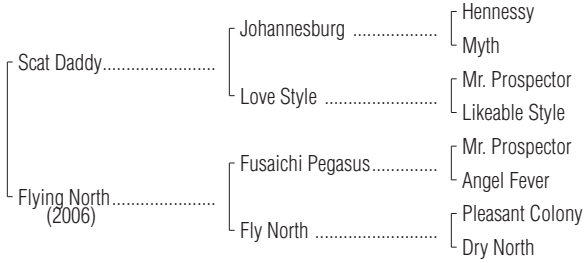 Hennessy
Johannesburg ..................
Myth
Scat Daddy........................
Mr. Prospector
Love Style ........................
Likeable Style
Mr. Prospector
Fusaichi Pegasus..............
Angel Fever
Flying North......................
(2006)
Pleasant Colony
Fly North ..........................
Dry North